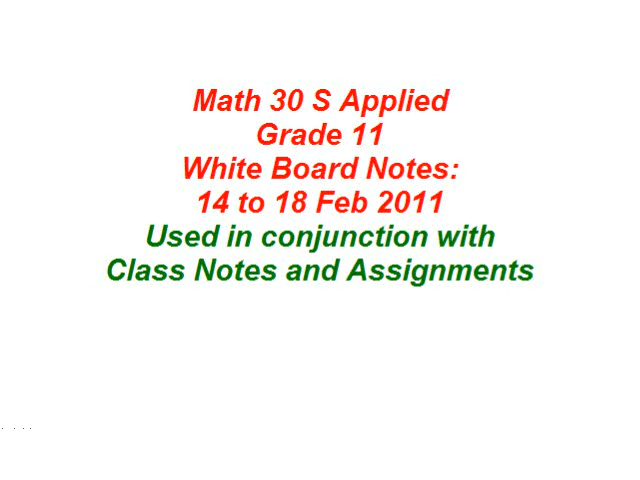 Math 30 S Applied
Grade 11
White Board Notes:
14 to 18 Feb 2011
Used in conjunction with
Class Notes and Assignments